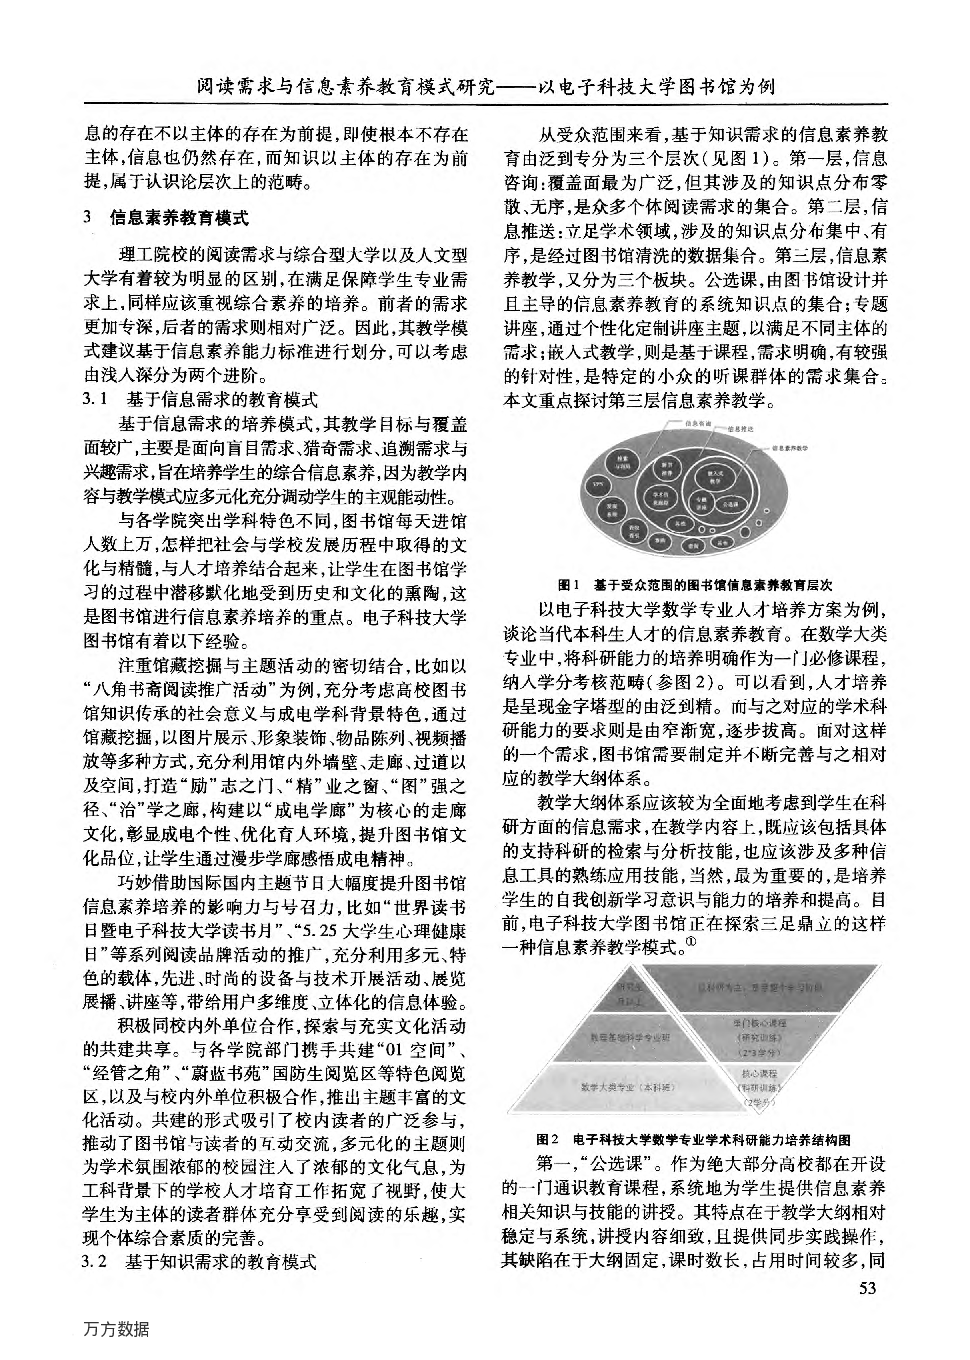 阅读需求与信息素养教育模式研究——以电子科技大学图书馆为例
息的存在不以主体的存在为前提,即使根本不存在
主体,信息也仍然存在,而知识以主体的存在为前
提,属于认识论层次上的范畴。
3 信息素养教育模式
理工院校的阅读需求与综合型大学以及人文型
大学有着较为明显的区别,在满足保障学生专业需
求上,同样应该重视综合素养的培养。前者的需求
更加专深,后者的需求则相对广泛。因此,其教学模
式建议基于信息素养能力标准进行划分,可以考虑
由浅入深分为两个进阶。
3.1 基于信息需求的教育模式
基于信息需求的培养模式,其教学目标与覆盖
面较广,主要是面向盲目需求、猎奇需求、追溯需求与
兴趣需求,旨在培养学生的综合信息素养,因为教学内
容与教学模式应多元化充分调动学生的主观能动性。
与各学院突出学科特色不同,图书馆每天进馆
人数上万,怎样把社会与学校发展历程中取得的文
化与精髓,与人才培养结合起来,让学生在图书馆学
习的过程中潜移默化地受到历史和文化的熏陶,这
是图书馆进行信息素养培养的重点。电子科技大学
图书馆有着以下经验。
注重馆藏挖掘与主题活动的密切结合,比如以
“八角书斋阅读推广活动”为例,充分考虑高校图书
馆知识传承的社会意义与成电学科背景特色,通过
馆藏挖掘,以图片展示、形象装饰、物品陈列、视频播
放等多种方式,充分利用馆内外墙壁、走廊、过道以
及空间,打造“励”志之门、“精”业之窗、“图”强之
径、“治”学之廊,构建以“成电学廊”为核心的走廊
文化,彰显成电个性、优化育人环境,提升图书馆文
化品位,让学生通过漫步学廊感悟成电精神。
巧妙借助国际国内主题节日大幅度提升图书馆
信息素养培养的影响力与号召力,比如“世界读书
日暨电子科技大学读书月”、“5.25大学生心理健康
日”等系列阅读品牌活动的推广,充分利用多元、特
色的载体,先进、时尚的设备与技术开展活动、展览
展播、讲座等,带给用户多维度、立体化的信息体验。
积极同校内外单位合作,探索与充实文化活动
的共建共享。与各学院部门携手共建“01空间”、
“经管之角”、“蔚蓝书苑”国防生阅览区等特色阅览
区,以及与校内外单位积极合作,推出主题丰富的文
化活动。共建的形式吸引了校内读者的广泛参与,
推动了图书馆与读者的互动交流,多元化的主题则
为学术氛围浓郁的校园注入了浓郁的文化气息,为
工科背景下的学校人才培育工作拓宽了视野,使大
学生为主体的读者群体充分享受到阅读的乐趣,实
现个体综合素质的完善。
3.2 基于知识需求的教育模式
从受众范围来看,基于知识需求的信息素养教
育由泛到专分为三个层次(见图1)。第一层,信息
咨询:覆盖面最为广泛,但其涉及的知识点分布零
散、无序,是众多个体阅读需求的集合。第二层,信
息推送:立足学术领域,涉及的知识点分布集中、有
序,是经过图书馆清洗的数据集合。第三层,信息素
养教学,又分为三个板块。公选课,由图书馆设计并
且主导的信息素养教育的系统知识点的集合;专题
讲座,通过个性化定制讲座主题,以满足不同主体的
需求;嵌入式教学,则是基于课程,需求明确,有较强
的针对性,是特定的小众的听课群体的需求集合。
本文重点探讨第三层信息素养教学。
信息咨询
信息推送
信息素养教学
VPN
嵌入式
教学
专题
讲座
公选课
图1 基于受众范围的图书馆信息素养教育层次
以电子科技大学数学专业人才培养方案为例,
谈论当代本科生人才的信息素养教育。在数学大类
专业中,将科研能力的培养明确作为一门必修课程,
纳入学分考核范畴(参图2)。可以看到,人才培养
是呈现金字塔型的由泛到精。而与之对应的学术科
研能力的要求则是由窄渐宽,逐步拔高。面对这样
的一个需求,图书馆需要制定并不断完善与之相对
应的教学大纲体系。
教学大纲体系应该较为全面地考虑到学生在科
研方面的信息需求,在教学内容上,既应该包括具体
的支持科研的检索与分析技能,也应该涉及多种信
息工具的熟练应用技能,当然,最为重要的,是培养
学生的自我创新学习意识与能力的培养和提高。目
前,电子科技大学图书馆正在探索三足鼎立的这样
一种信息素养教学模式。①
研究生
及以上
数理基础科学专业班
单门核心课程
(研究训练)
(2*3学分)
数学大类专业(本科班)
核心课程
(科研训练)
(2学分)
图2 电子科技大学数学专业学术科研能力培养结构图
第一,“公选课”。作为绝大部分高校都在开设
的一门通识教育课程,系统地为学生提供信息素养
相关知识与技能的讲授。其特点在于教学大纲相对
稳定与系统,讲授内容细致,且提供同步实践操作,
其缺陷在于大纲固定,课时数长,占用时间较多,同
53
万方数据